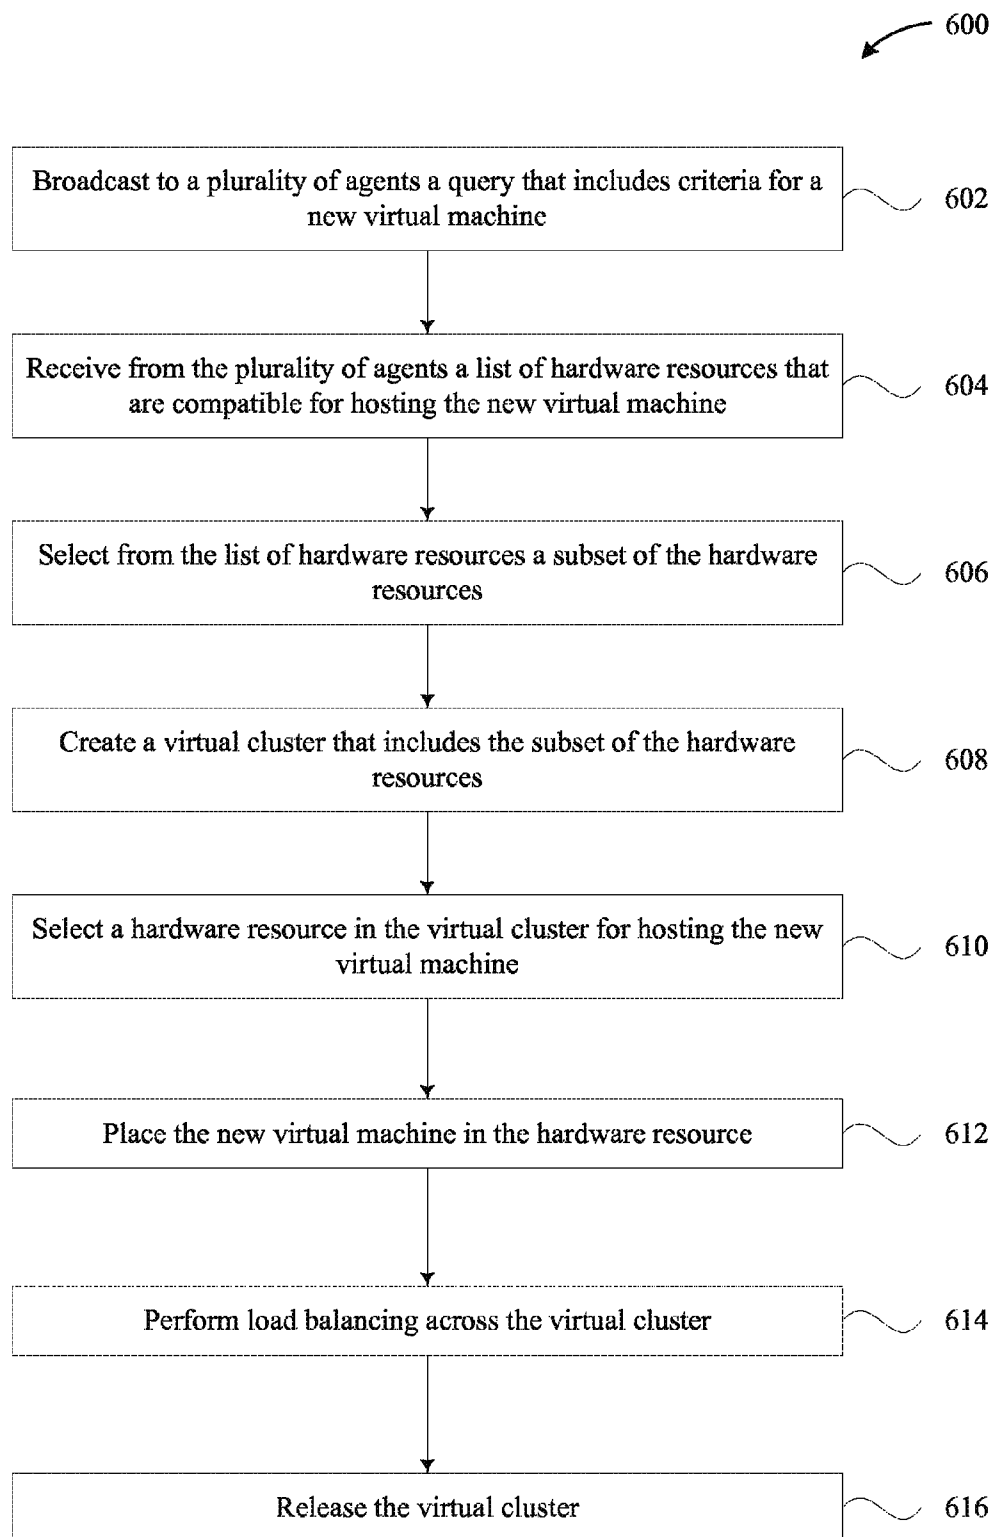 600
Broadcast to a plurality of agents a query that includes criteria for a
new virtual machine
602
Receive from the plurality of agents a list of hardware resources that
are compatible for hosting the new virtual machine
604
Select from the list of hardware resources a subset of the hardware
resources
606
Create a virtual cluster that includes the subset of the hardware
resources
608
Select a hardware resource in the virtual cluster for hosting the new
virtual machine
610
Place the new virtual machine in the hardware resource
612
Perform load balancing across the virtual cluster
614
Release the virtual cluster
616